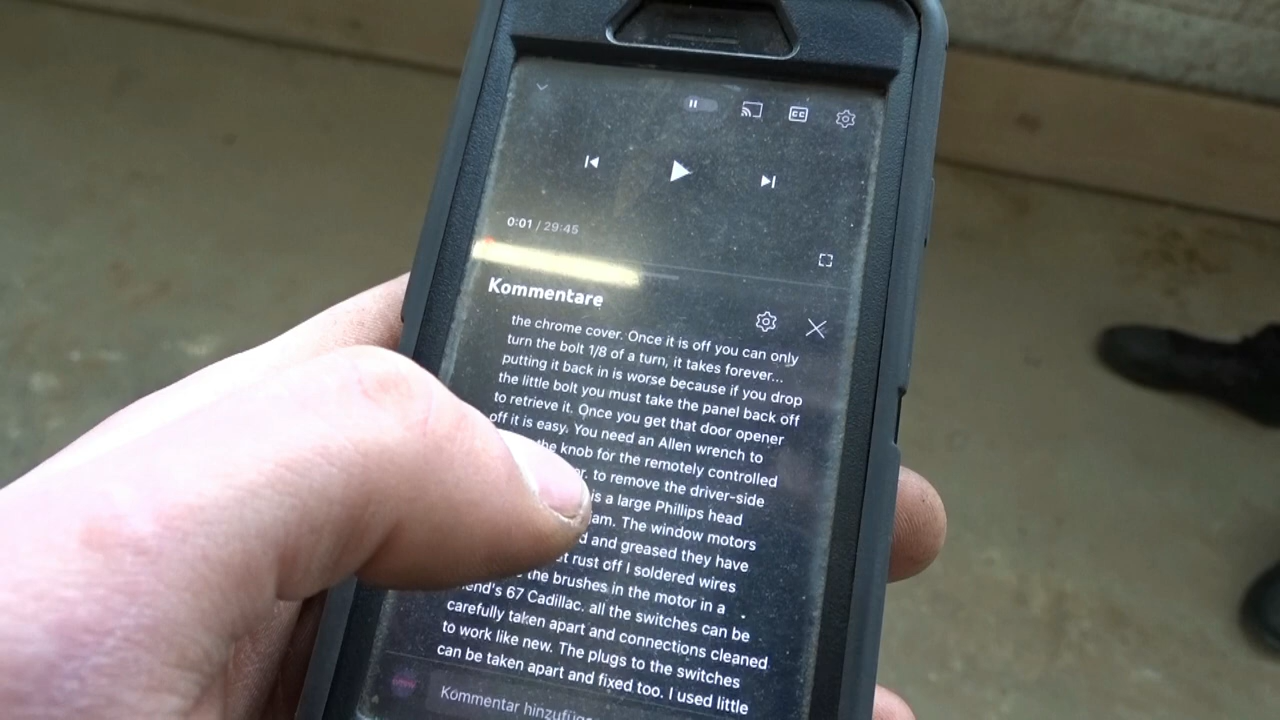 0:01 / 29:45
Kommentare
the chrome cover. Once it is off you can only
turn the bolt 1/8 of a turn, it takes forever...
putting it back in is worse because if you drop
the little bolt you must take the panel back off
to retrieve it. Once you get that door opener
off it is easy. You need an Allen wrench to
the knob for the remotely controlled
to remove the driver-side
is a large Phillips head
The window motors
and greased they have
rust off I soldered wires
the brushes in the motor in a
67 Cadillac. all the switches can be
carefully taken apart and connections cleaned
to work like new. The plugs to the switches
can be taken apart and fixed too. I used little
Kommentar